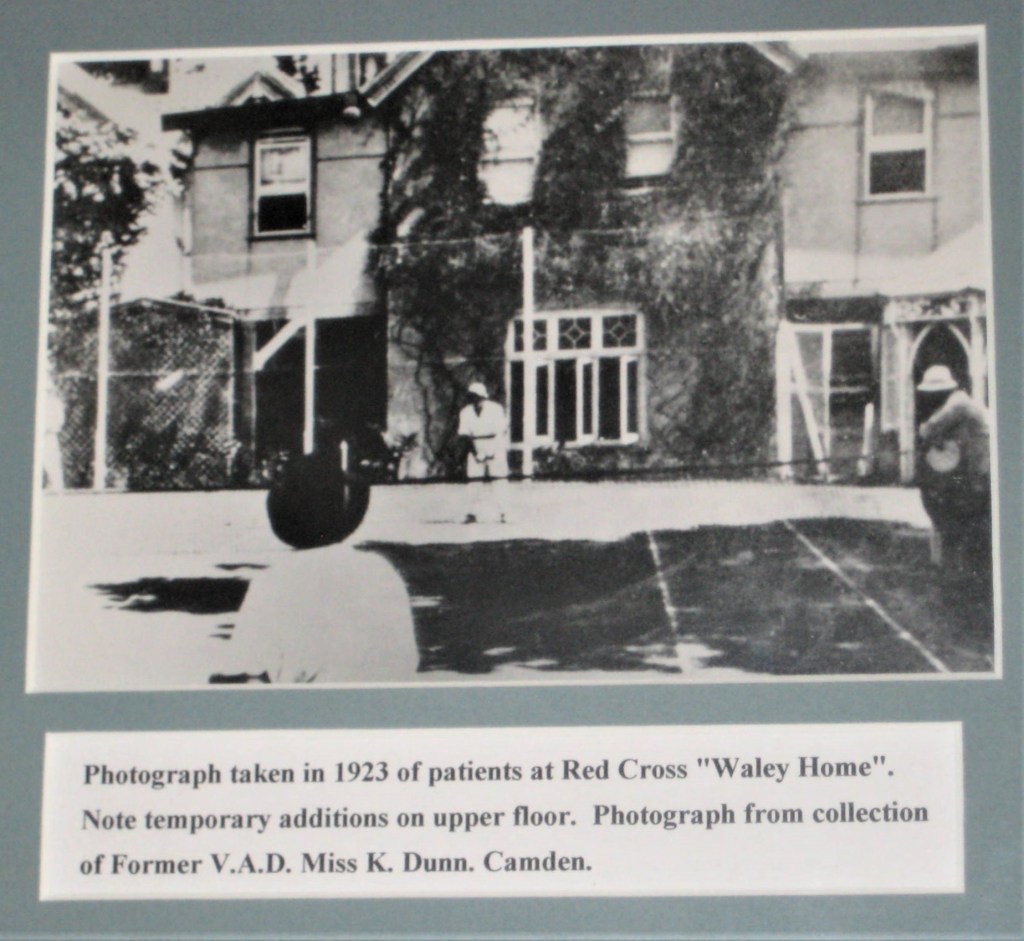 Photograph taken in 1923 of patients at Red Cross "Waley Home".
Note temporary additions on upper floor. Photograph from collection
of Former V.A.D. Miss K. Dunn. Camden.